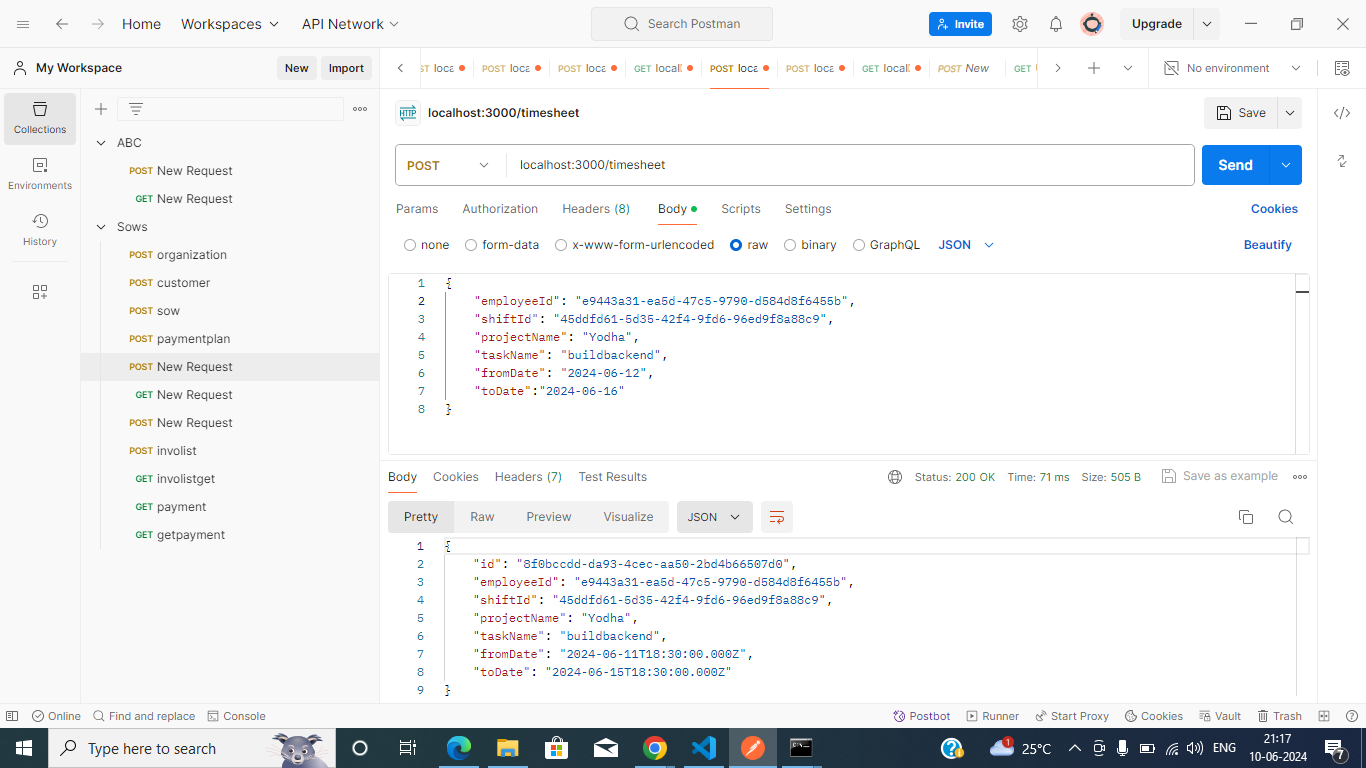 Home Workspaces API Network Search Postman Invite Upgrade
My Workspace New Import
ST loca POST loca POST loca GET local POST loca POST loca GET local POST New GET No environment
Collections
Environments
History
ABC
POST New Request
GET New Request
Sows
POST organization
POST customer
POST sow
POST paymentplan
POST New Request
GET New Request
POST New Request
POST involist
GET involistget
GET payment
GET getpayment
HTTP localhost:3000/timesheet Save
POST localhost:3000/timesheet Send
Params Authorization Headers (8) Body Scripts Settings Cookies
none form-data x-www-form-urlencoded raw binary GraphQL JSON Beautify
1 {
2 "employeeId": "e9443a31-ea5d-47c5-9790-d584d8f6455b",
3 "shiftId": "45ddfd61-5d35-42f4-9fd6-96ed9f8a88c9",
4 "projectName": "Yodha",
5 "taskName": "buildbackend",
6 "fromDate": "2024-06-12",
7 "toDate":"2024-06-16"
8 }
Body Cookies Headers (7) Test Results Status: 200 OK Time: 71 ms Size: 505 B Save as example
Pretty Raw Preview Visualize JSON
1 {
2 "id": "8f0bccdd-da93-4cec-aa50-2bd4b66507d0",
3 "employeeId": "e9443a31-ea5d-47c5-9790-d584d8f6455b",
4 "shiftId": "45ddfd61-5d35-42f4-9fd6-96ed9f8a88c9",
5 "projectName": "Yodha",
6 "taskName": "buildbackend",
7 "fromDate": "2024-06-11T18:30:00.000Z",
8 "toDate": "2024-06-15T18:30:00.000Z"
9 }
Online Find and replace Console Postbot Runner Start Proxy Cookies Vault Trash
Type here to search 1 25°C ENG 21:17
10-06-2024 7